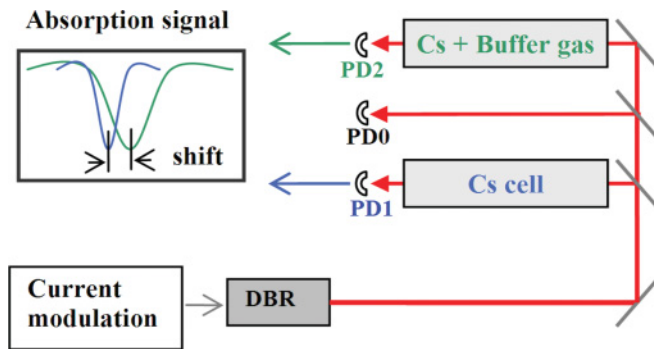 Absorption signal
shift
Cs + Buffer gas
PD2
PD0
Cs cell
PD1
Current
modulation
DBR